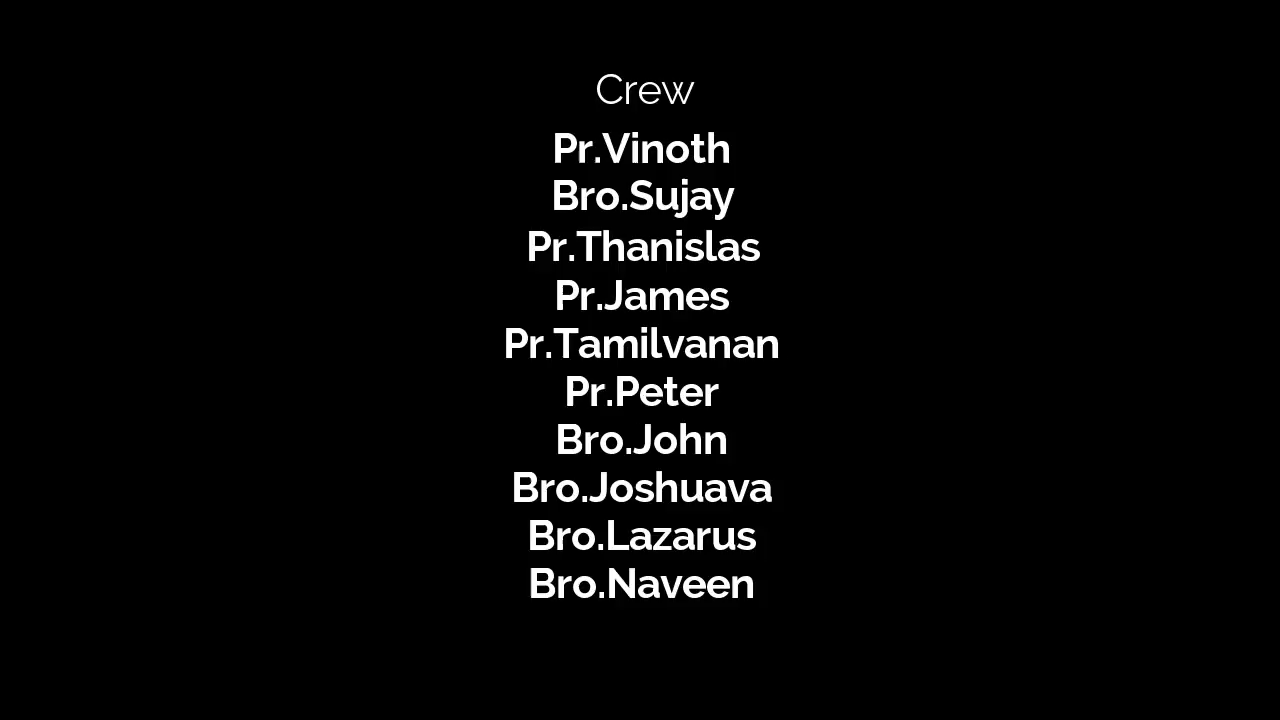 Crew
Pr.Vinoth
Bro.Sujay
Pr.Thanislas
Pr.James
Pr.Tamilvanan
Pr.Peter
Bro.John
Bro.Joshuava
Bro.Lazarus
Bro.Naveen